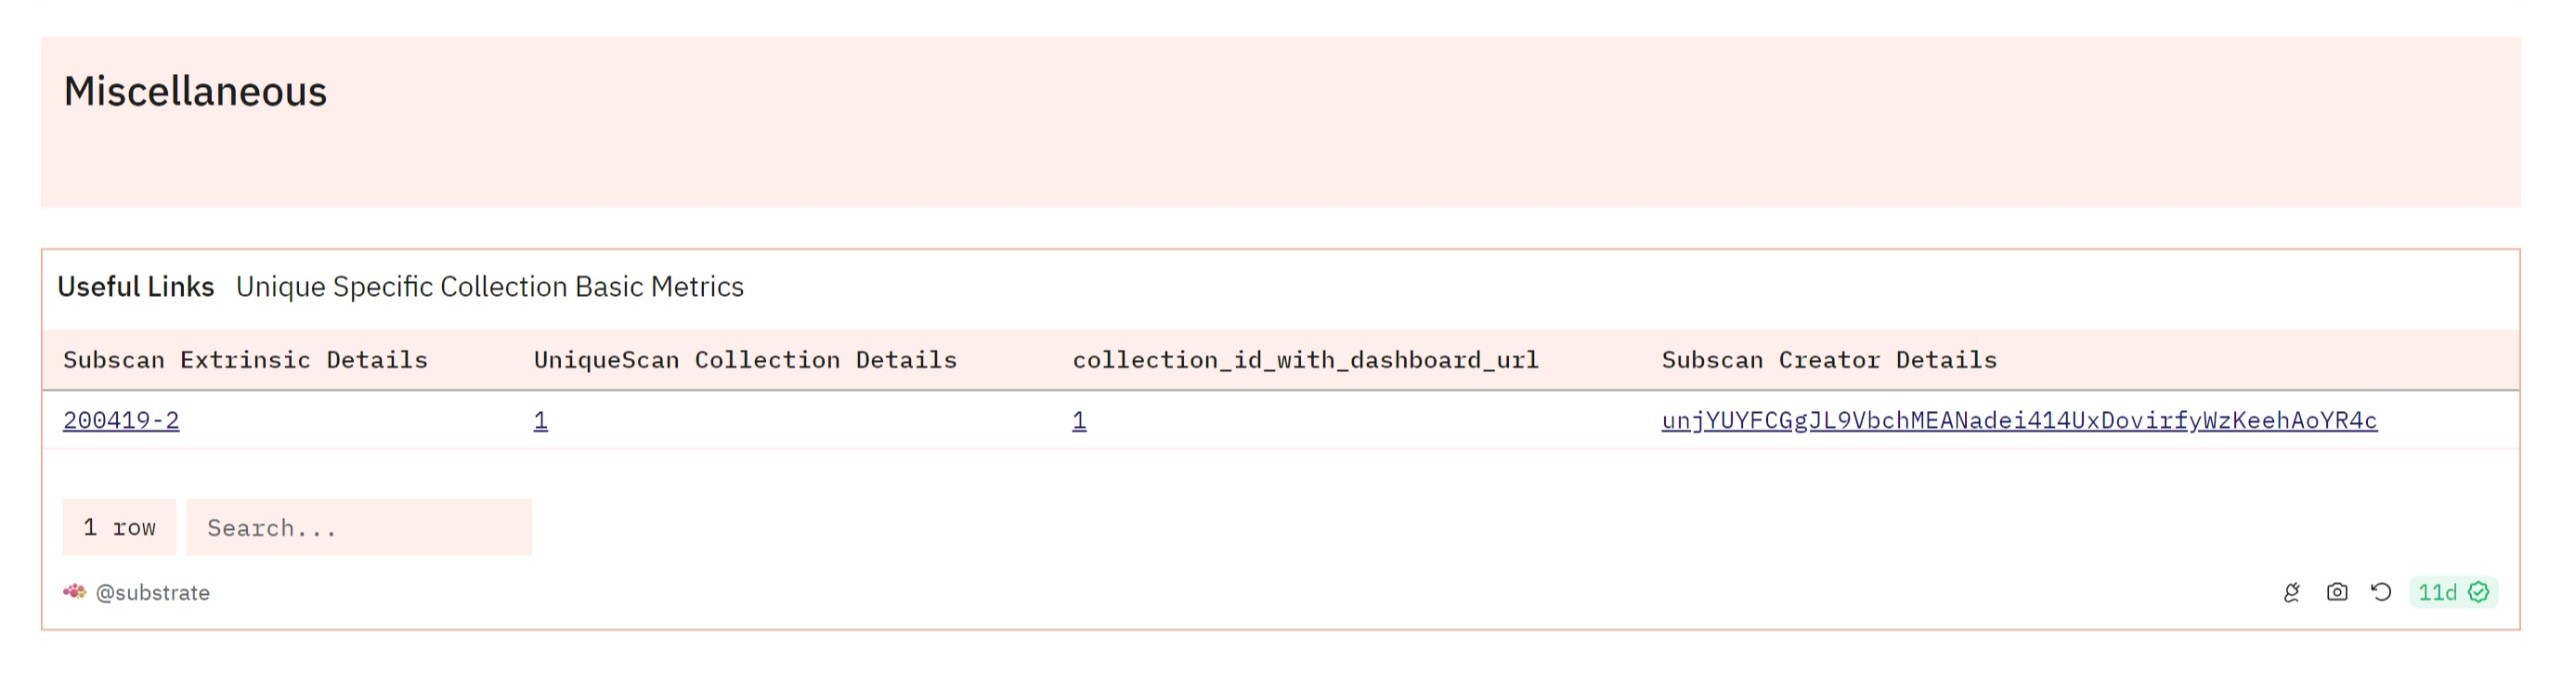 Miscellaneous
Useful Links Unique Specific Collection Basic Metrics
Subscan Extrinsic Details UniqueScan Collection Details collection_id_with_dashboard_url Subscan Creator Details
200419-2 1 1 unjYUYFCGgJL9VbchMEANadei414UxDovirfyWzKeehAoYR4c
1 row Search...
@substrate 11d